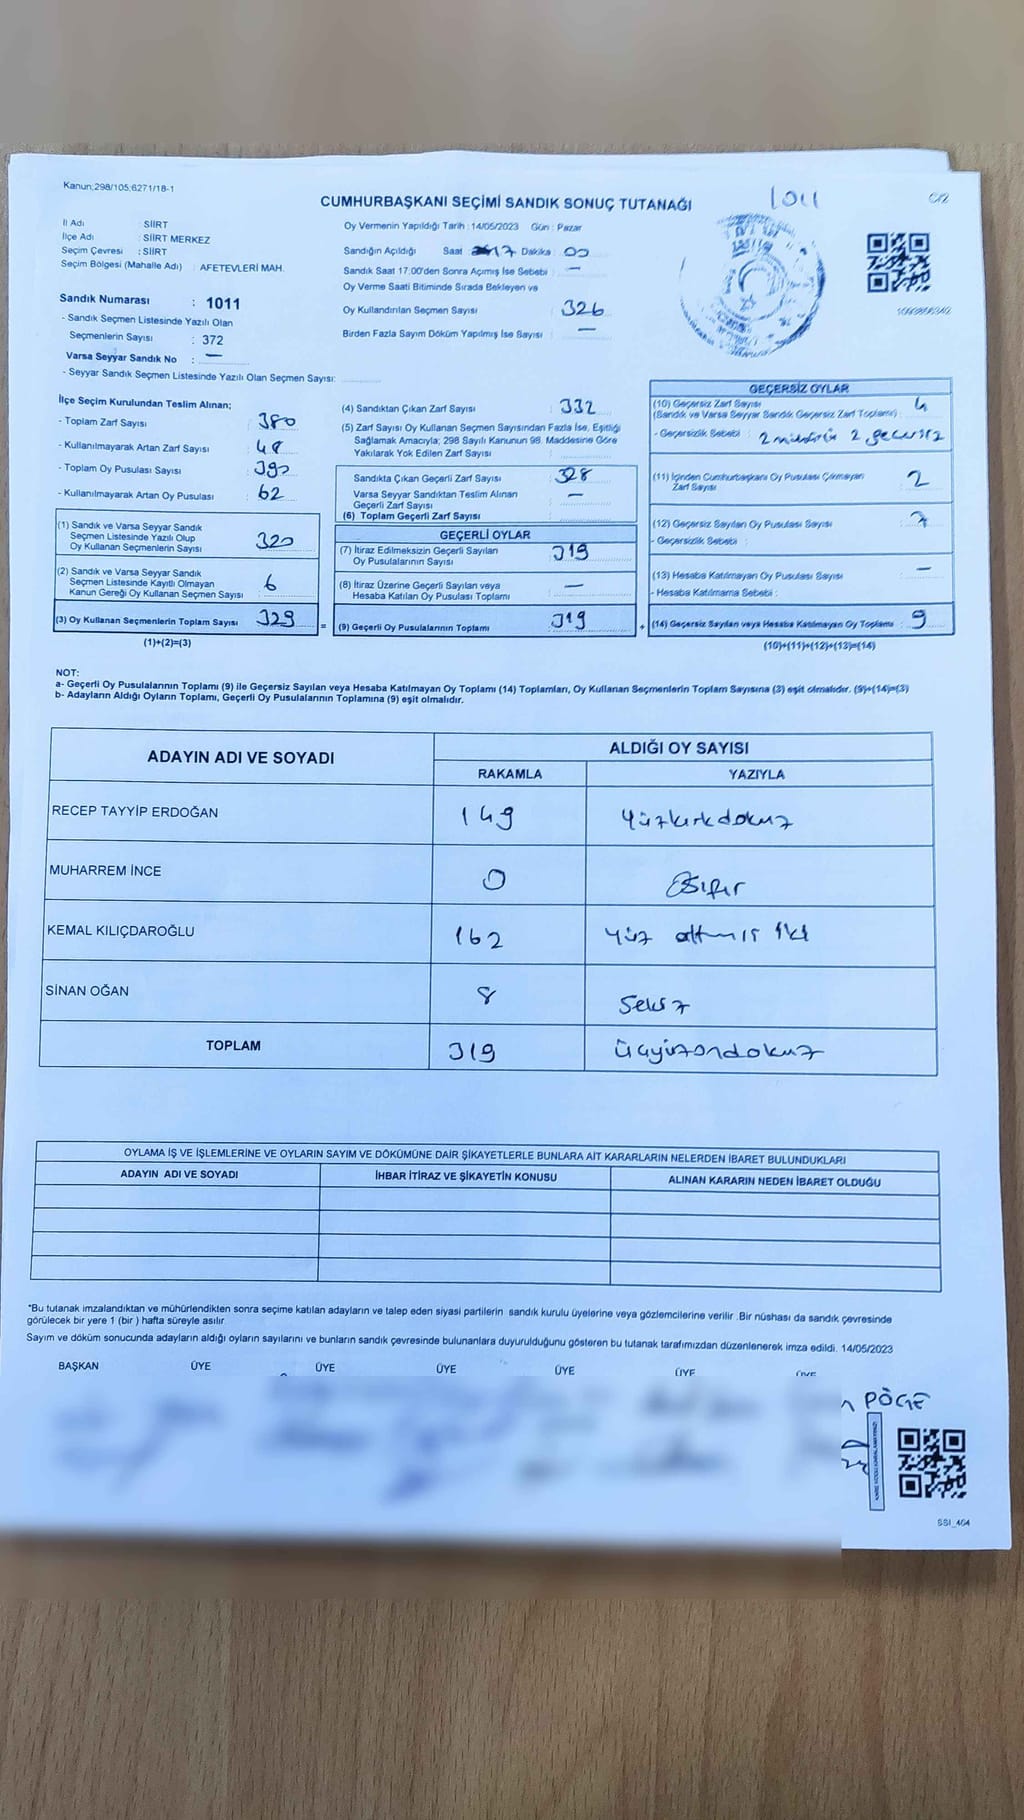 Kanun:298/105;6271/18-1
CUMHURBAŞKANI SEÇİMİ SANDIK SONUÇ TUTANAĞI
1011
C/2
İl Adı : SİİRT
İlçe Adı : SİİRT MERKEZ
Seçim Çevresi : SİİRT
Seçim Bölgesi (Mahalle Adı) : AFETEVLERİ MAH.
Sandık Numarası : 1011
- Sandık Seçmen Listesinde Yazılı Olan
Seçmenlerin Sayısı : 372
Varsa Seyyar Sandık No : —
- Seyyar Sandık Seçmen Listesinde Yazılı Olan Seçmen Sayısı:
Oy Vermenin Yapıldığı Tarih : 14/05/2023 Gün : Pazar
Sandığın Açıldığı Saat 17 Dakika 00
Sandık Saat 17:00'den Sonra Açımış İse Sebebi : —
Oy Verme Saati Bitiminde Sırada Bekleyen ve
Oy Kullandırılan Seçmen Sayısı : 326
Birden Fazla Sayım Döküm Yapılmış İse Sayısı : —
İlçe Seçim Kurulundan Teslim Alınan;
- Toplam Zarf Sayısı : 380
- Kullanılmayarak Artan Zarf Sayısı : 48
- Toplam Oy Pusulası Sayısı : 390
- Kullanılmayarak Artan Oy Pusulası : 62
(1) Sandık ve Varsa Seyyar Sandık
Seçmen Listesinde Yazılı Olup
Oy Kullanan Seçmenlerin Sayısı : 320
(2) Sandık ve Varsa Seyyar Sandık
Seçmen Listesinde Kayıtlı Olmayan
Kanun Gereği Oy Kullanan Seçmen Sayısı : 6
(3) Oy Kullanan Seçmenlerin Toplam Sayısı : 329
(1)+(2)=(3)
(4) Sandıktan Çıkan Zarf Sayısı : 332
(5) Zarf Sayısı Oy Kullanan Seçmen Sayısından Fazla İse, Eşitliği
Sağlamak Amacıyla; 298 Sayılı Kanunun 98. Maddesine Göre
Yakılarak Yok Edilen Zarf Sayısı :
Sandıkta Çıkan Geçerli Zarf Sayısı : 328
Varsa Seyyar Sandıktan Teslim Alınan
Geçerli Zarf Sayısı : —
(6) Toplam Geçerli Zarf Sayısı :
GEÇERLİ OYLAR
(7) İtiraz Edilmeksizin Geçerli Sayılan
Oy Pusulalarının Sayısı : 319
(8) İtiraz Üzerine Geçerli Sayılan veya
Hesaba Katılan Oy Pusulası Toplamı : —
= (9) Geçerli Oy Pusulalarının Toplamı : 319
GEÇERSİZ OYLAR
(10) Geçersiz Zarf Sayısı
(Sandık ve Varsa Seyyar Sandık Geçersiz Zarf Toplamı) : 4
- Geçersizlik Sebebi : 2 2 geçersiz
(11) İçinden Cumhurbaşkanı Oy Pusulası Çıkmayan
Zarf Sayısı : 2
(12) Geçersiz Sayılan Oy Pusulası Sayısı : 7
- Geçersizlik Sebebi :
(13) Hesaba Katılmayan Oy Pusulası Sayısı : —
- Hesaba Katılmama Sebebi :
+ (14) Geçersiz Sayılan veya Hesaba Katılmayan Oy Toplamı : 9
(10)+(11)+(12)+(13)=(14)
NOT:
a- Geçerli Oy Pusulalarının Toplamı (9) ile Geçersiz Sayılan veya Hesaba Katılmayan Oy Toplamı (14) Toplamları, Oy Kullanan Seçmenlerin Toplam Sayısına (3) eşit olmalıdır. (9)+(14)=(3)
b- Adayların Aldığı Oyların Toplamı, Geçerli Oy Pusulalarının Toplamına (9) eşit olmalıdır.
ADAYIN ADI VE SOYADI ALDIĞI OY SAYISI
RAKAMLA YAZIYLA
RECEP TAYYİP ERDOĞAN 149 yüzkırkdokuz
MUHARREM İNCE 0 Sıfır
KEMAL KILIÇDAROĞLU 162 yüz altmış iki
SİNAN OĞAN 8 Sekiz
TOPLAM 319 üçyüzondokuz
OYLAMA İŞ VE İŞLEMLERİNE VE OYLARIN SAYIM VE DÖKÜMÜNE DAİR ŞİKAYETLERLE BUNLARA AİT KARARLARIN NELERDEN İBARET BULUNDUKLARI
ADAYIN ADI VE SOYADI İHBAR İTİRAZ VE ŞİKAYETİN KONUSU ALINAN KARARIN NEDEN İBARET OLDUĞU
*Bu tutanak imzalandıktan ve mühürlendikten sonra seçime katılan adayların ve talep eden siyasi partilerin sandık kurulu üyelerine veya gözlemcilerine verilir .Bir nüshası da sandık çevresinde
görülecek bir yere 1 (bir ) hafta süreyle asılır
Sayım ve döküm sonucunda adayların aldığı oyların sayılarını ve bunların sandık çevresinde bulunanlara duyurulduğunu gösteren bu tutanak tarafımızdan düzenlenerek imza edildi. 14/05/2023
BAŞKAN ÜYE ÜYE ÜYE ÜYE ÜYE ÜYE
PÖGE
SSI_464